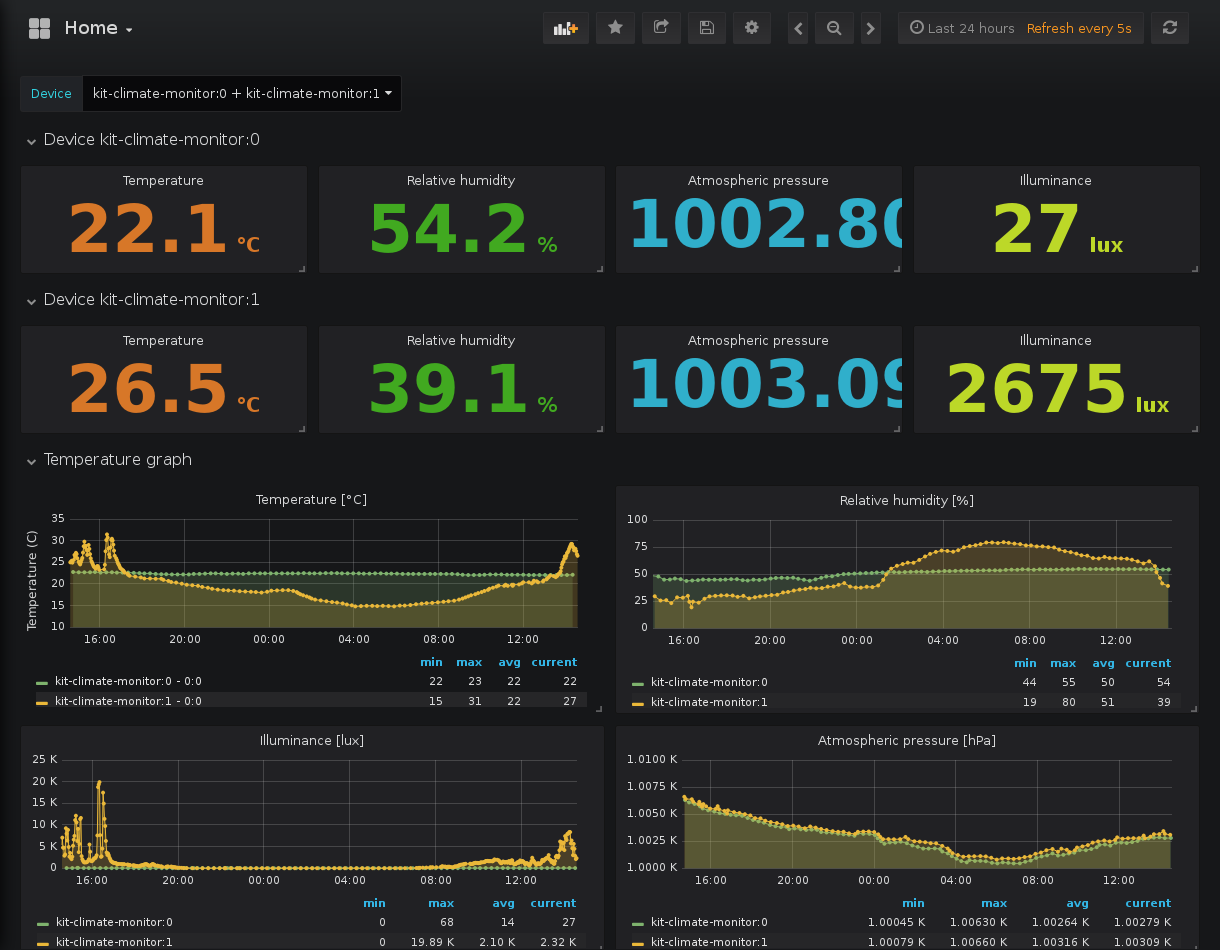 Home
Last 24 hours Refresh every 5s
Device kit-climate-monitor:0 + kit-climate-monitor:1
Device kit-climate-monitor:0
Temperature Relative humidity Atmospheric pressure Illuminance
22.1 °C 54.2 % 1002.80 27 lux
Device kit-climate-monitor:1
Temperature Relative humidity Atmospheric pressure Illuminance
26.5 °C 39.1 % 1003.09 2675 lux
Temperature graph
Temperature [°C]
Temperature (C)
35
30
25
20
15
10
16:00 20:00 00:00 04:00 08:00 12:00
min max avg current
kit-climate-monitor:0 - 0:0 22 23 22 22
kit-climate-monitor:1 - 0:0 15 31 22 27
Relative humidity [%]
100
75
50
25
0
16:00 20:00 00:00 04:00 08:00 12:00
min max avg current
kit-climate-monitor:0 44 55 50 54
kit-climate-monitor:1 19 80 51 39
Illuminance [lux]
25 K
20 K
15 K
10 K
5 K
0
16:00 20:00 00:00 04:00 08:00 12:00
min max avg current
kit-climate-monitor:0 0 68 14 27
kit-climate-monitor:1 0 19.89 K 2.10 K 2.32 K
Atmospheric pressure [hPa]
1.0100 K
1.0075 K
1.0050 K
1.0025 K
1.0000 K
16:00 20:00 00:00 04:00 08:00 12:00
min max avg current
kit-climate-monitor:0 1.00045 K 1.00630 K 1.00264 K 1.00279 K
kit-climate-monitor:1 1.00079 K 1.00660 K 1.00316 K 1.00309 K